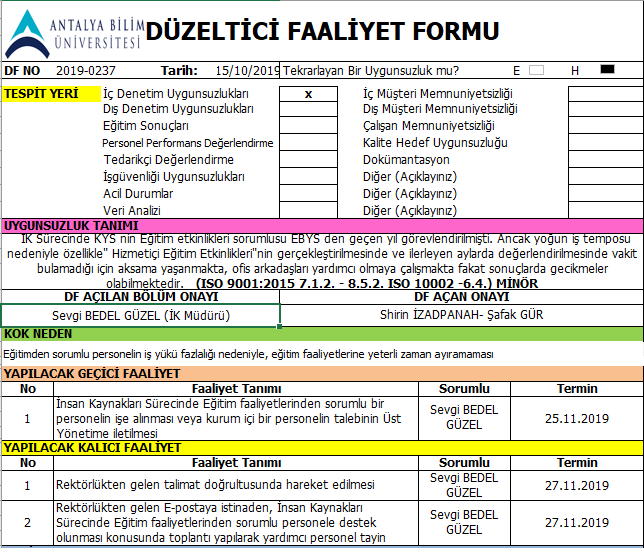 ANTALYA BİLİM
ÜNİVERSİTESİ
DÜZELTİCİ FAALİYET FORMU
DF NO 2019-0237 Tarih: 15/10/2019 Tekrarlayan Bir Uygunsuzluk mu? E H
TESPİT YERİ İç Denetim Uygunsuzlukları x İç Müşteri Memnuniyetsizliği
Dış Denetim Uygunsuzlukları Dış Müşteri Memnuniyetsizliği
Eğitim Sonuçları Çalışan Memnuniyetsizliği
Personel Performans Değerlendirme Kalite Hedef Uygunsuzluğu
Tedarikçi Değerlendirme Dokümantasyon
İşgüvenliği Uygunsuzlukları Diğer (Açıklayınız)
Acil Durumlar Diğer (Açıklayınız)
Veri Analizi Diğer (Açıklayınız)
UYGUNSUZLUK TANIMI
İK Sürecinde KYS nin Eğitim etkinlikleri sorumlusu EBYS den geçen yıl görevlendirilmişti. Ancak yoğun iş temposu
nedeniyle özellikle" Hizmetiçi Eğitim Etkinlikleri"nin gerçekleştirilmesinde ve ilerleyen aylarda değerlendirilmesinde vakit
bulamadığı için aksama yaşanmakta, ofis arkadaşları yardımcı olmaya çalışmakta fakat sonuçlarda gecikmeler
olabilmektedir. (ISO 9001:2015 7.1.2. - 8.5.2. ISO 10002 -6.4.) MİNÖR
DF AÇILAN BÖLÜM ONAYI DF AÇAN ONAYI
Sevgi BEDEL GÜZEL (İK Müdürü) Shirin İZADPANAH- Şafak GÜR
KÖK NEDEN
Eğitimden sorumlu personelin iş yükü fazlalığı nedeniyle, eğitim faaliyetlerine yeterli zaman ayıramaması
YAPILACAK GEÇİCİ FAALİYET
No Faaliyet Tanımı Sorumlu Termin
1 İnsan Kaynakları Sürecinde Eğitim faaliyetlerinden sorumlu bir
personelin işe alınması veya kurum içi bir personelin talebinin Üst
Yönetime iletilmesi
Sevgi BEDEL
GÜZEL
25.11.2019
YAPILACAK KALICI FAALİYET
No Faaliyet Tanımı Sorumlu Termin
1 Rektörlükten gelen talimat doğrultusunda hareket edilmesi
Sevgi BEDEL
GÜZEL
27.11.2019
2 Rektörlükten gelen E-postaya istinaden, İnsan Kaynakları
Sürecinde Eğitim faaliyetlerinden sorumlu personele destek
olunması konusunda toplantı yapılarak yardımcı personel tayin
Sevgi BEDEL
GÜZEL
27.11.2019